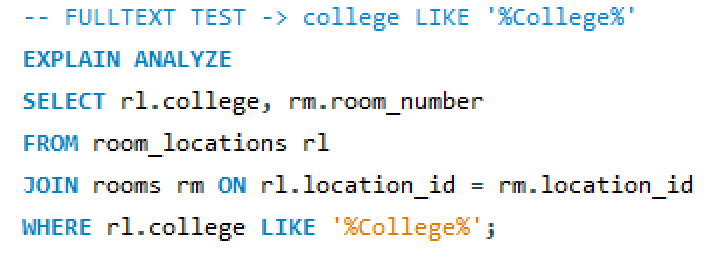 -- FULLTEXT TEST -> college LIKE '%College%'
EXPLAIN ANALYZE
SELECT rl.college, rm.room_number
FROM room_locations rl
JOIN rooms rm ON rl.location_id = rm.location_id
WHERE rl.college LIKE '%College%';